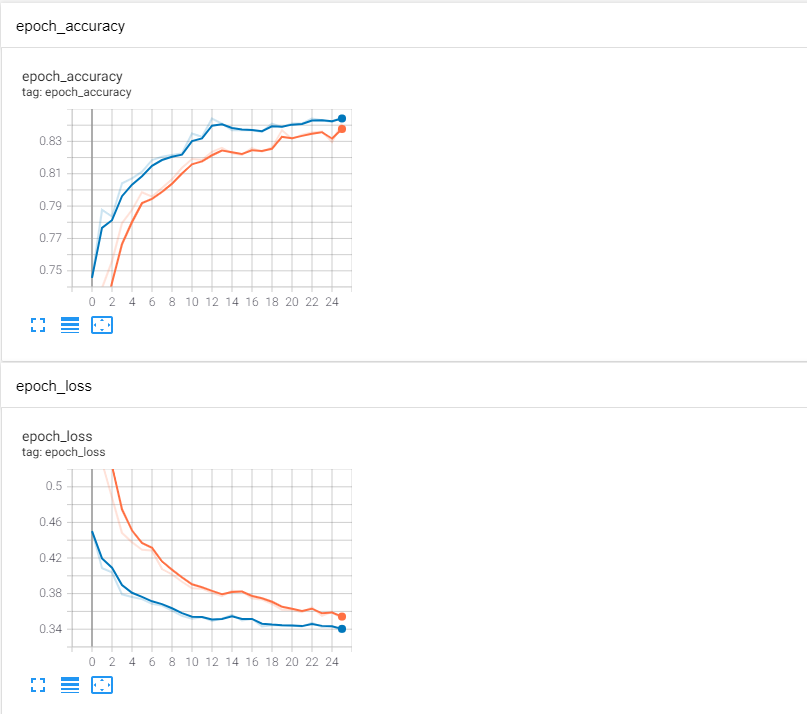 epoch_accuracy
epoch_accuracy
tag: epoch_accuracy
0.83
0.81
0.79
0.77
0.75
0 2 4 6 8 10 12 14 16 18 20 22 24
epoch_loss
epoch_loss
tag: epoch_loss
0.5
0.46
0.42
0.38
0.34
0 2 4 6 8 10 12 14 16 18 20 22 24